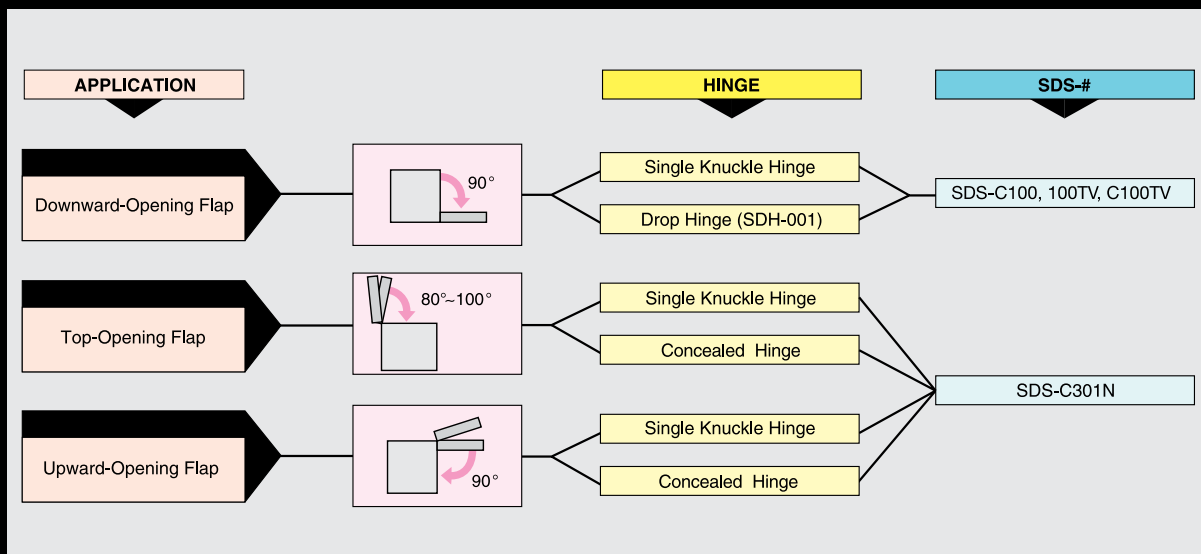 APPLICATION
HINGE
SDS-#
Downward-Opening Flap
90°
Single Knuckle Hinge
Drop Hinge (SDH-001)
SDS-C100, 100TV, C100TV
Top-Opening Flap
80°~100°
Single Knuckle Hinge
Concealed Hinge
SDS-C301N
Upward-Opening Flap
90°
Single Knuckle Hinge
Concealed Hinge